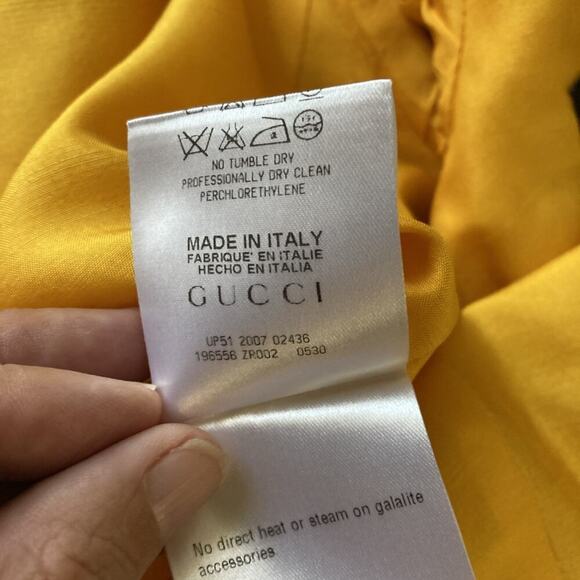 NO TUMBLE DRY
PROFESSIONALLY DRY CLEAN
PERCHLORETHYLENE
MADE IN ITALY
FABRIQUE' EN ITALIE
HECHO EN ITALIA
GUCCI
UP51 2007 02436
196556 ZR002 0530
No direct heat or steam on galalite
accessories